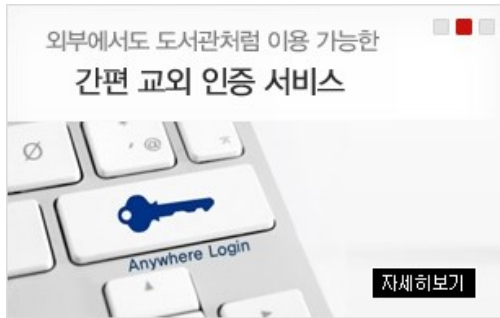 외부에서도 도서관처럼 이용 가능한
간편 교외 인증 서비스
Ø
, @
ㅈ
Anywhere Login
자세히보기